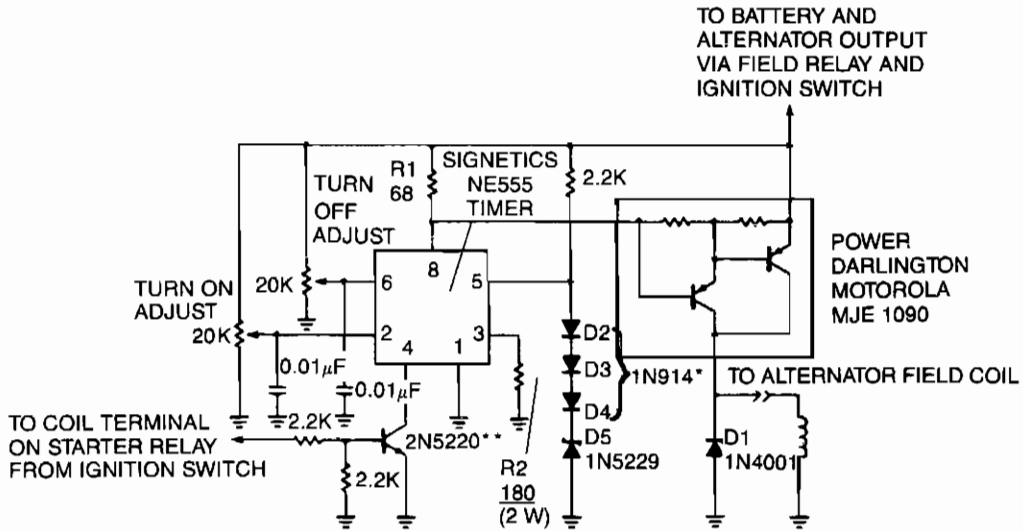 TO BATTERY AND
ALTERNATOR OUTPUT
VIA FIELD RELAY AND
IGNITION SWITCH
R1
68
SIGNETICS
NE555
TIMER
2.2K
TURN
OFF
ADJUST
20K
TURN ON
ADJUST
20K
6
8
5
2
3
4
1
0.01µF
0.01µF
POWER
DARLINGTON
MOTOROLA
MJE 1090
D2
D3
D4
1N914*
D5
1N5229
TO ALTERNATOR FIELD COIL
D1
1N4001
TO COIL TERMINAL
ON STARTER RELAY
FROM IGNITION SWITCH
2.2K
2N5220**
2.2K
R2
180
(2 W)